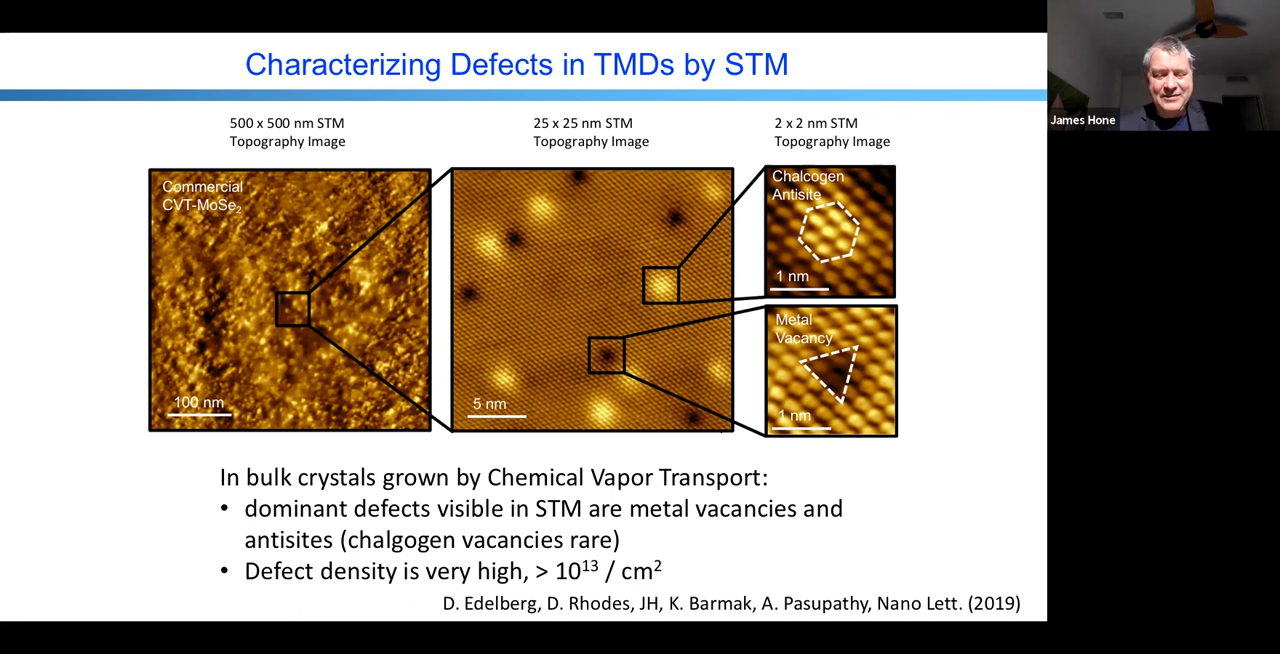 Characterizing Defects in TMDs by STM
James Hone
500 x 500 nm STM
Topography Image
25 x 25 nm STM
Topography Image
2 x 2 nm STM
Topography Image
Commercial
CVT-MoSe₂
100 nm
5 nm
Chalcogen
Antisite
1 nm
Metal
Vacancy
1 nm
In bulk crystals grown by Chemical Vapor Transport:
• dominant defects visible in STM are metal vacancies and
antisites (chalgogen vacancies rare)
• Defect density is very high, > 10¹³ / cm²
D. Edelberg, D. Rhodes, JH, K. Barmak, A. Pasupathy, Nano Lett. (2019)